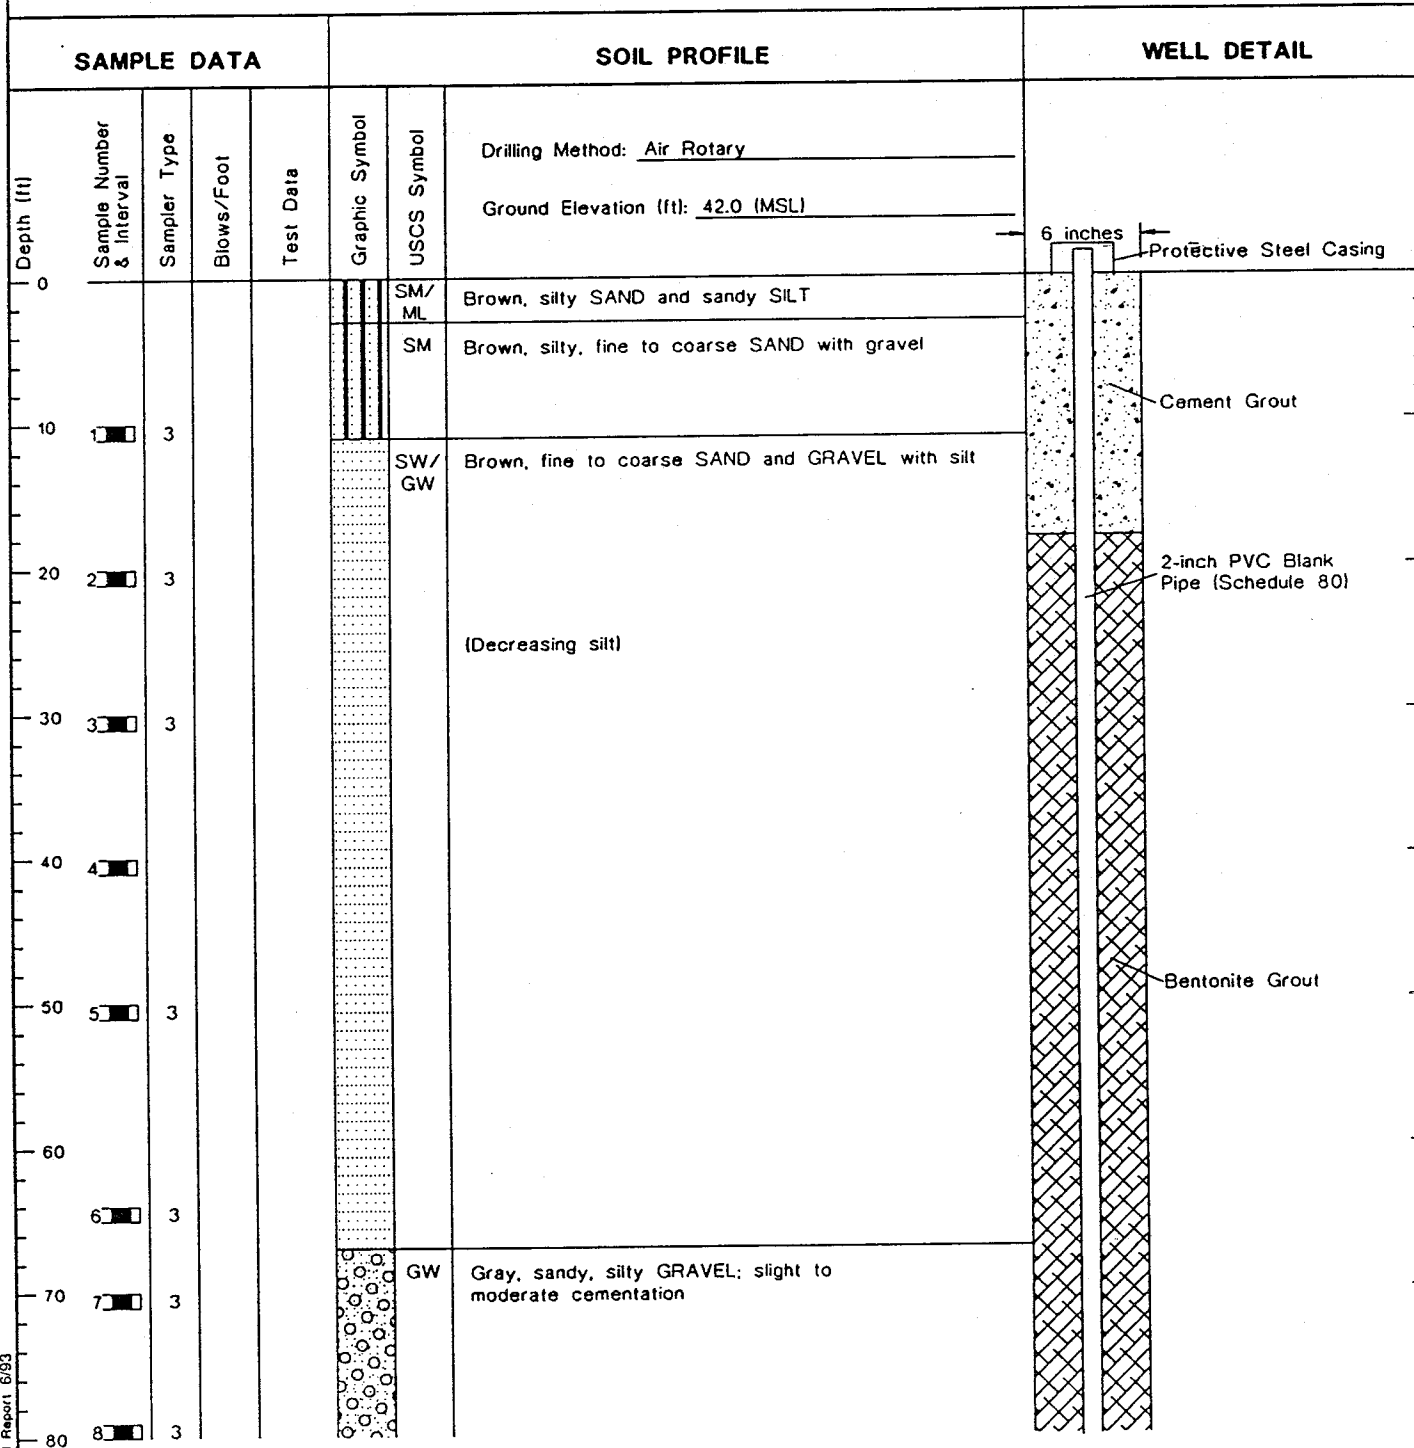 SAMPLE DATA
SOIL PROFILE
WELL DETAIL
Depth (ft)
Sample Number
& Interval
Sampler Type
Blows/Foot
Test Data
Graphic Symbol
USCS Symbol
Drilling Method: Air Rotary
Ground Elevation (ft): 42.0 (MSL)
6 inches
Protective Steel Casing
0
SM/
ML
Brown, silty SAND and sandy SILT
SM
Brown, silty, fine to coarse SAND with gravel
Cement Grout
10
1
3
SW/
GW
Brown, fine to coarse SAND and GRAVEL with silt
20
2
3
2-inch PVC Blank
Pipe (Schedule 80)
(Decreasing silt)
30
3
3
40
4
Bentonite Grout
50
5
3
60
6
3
GW
Gray, sandy, silty GRAVEL; slight to
moderate cementation
70
7
3
80
8
3
Report 6/93